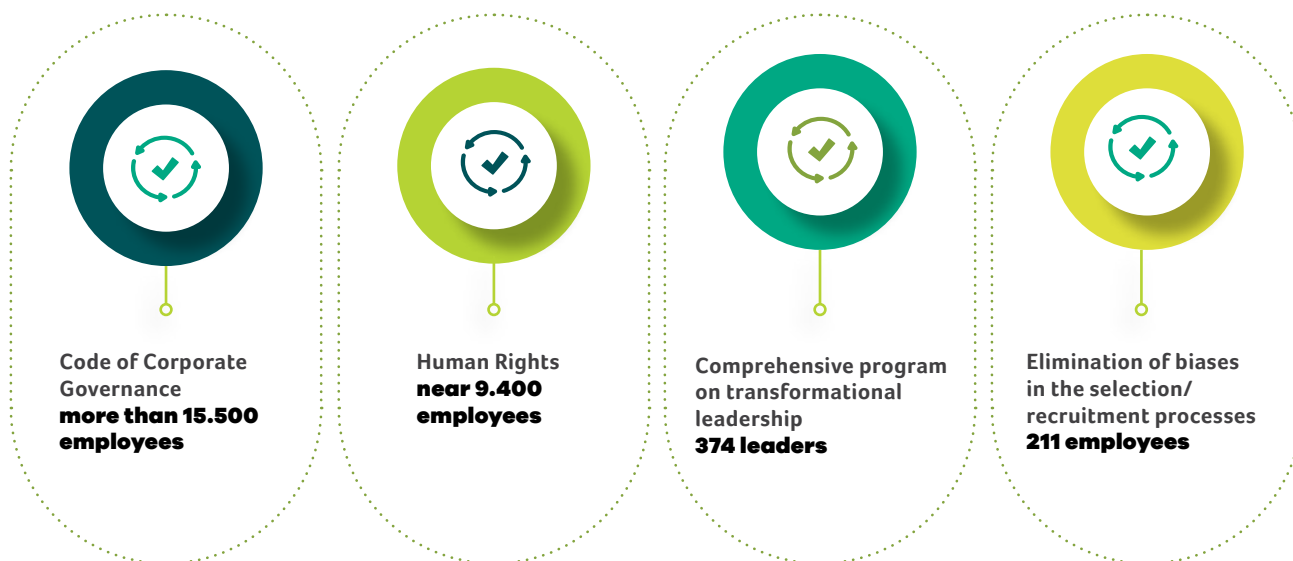 Code of Corporate
Governance
more than 15.500
employees
Human Rights
near 9.400
employees
Comprehensive program
on transformational
leadership
374 leaders
Elimination of biases
in the selection/
recruitment processes
211 employees